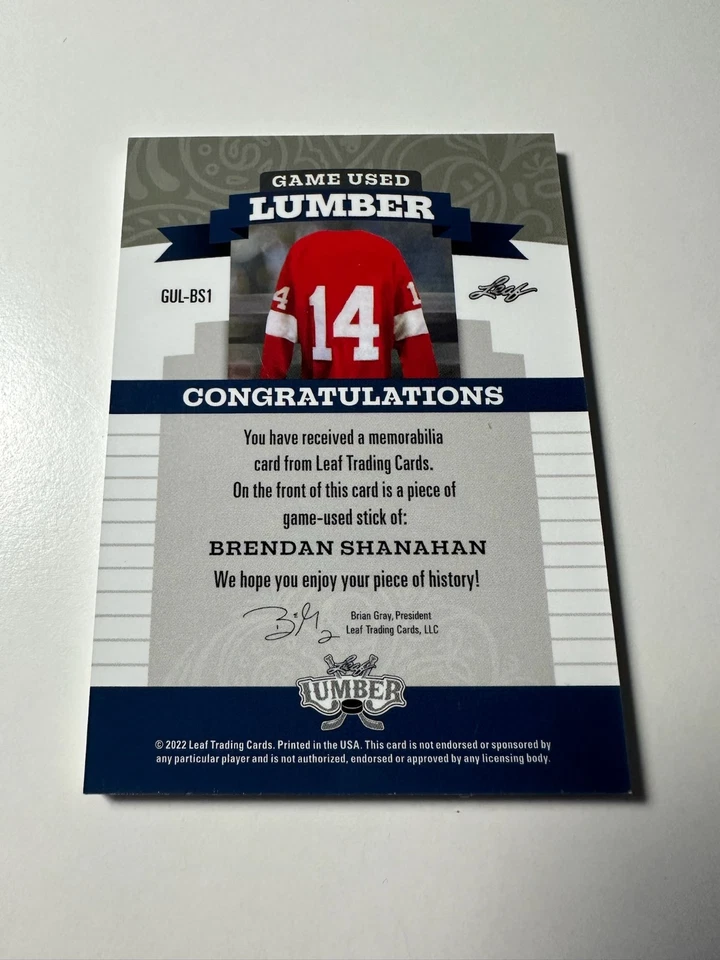 GAME USED
LUMBER
GUL-BS1
Leaf
4 14 1
CONGRATULATIONS
You have received a memorabilia
card from Leaf Trading Cards.
On the front of this card is a piece of
game-used stick of:
BRENDAN SHANAHAN
We hope you enjoy your piece of history!
Brian Gray, President
Leaf Trading Cards, LLC
Leaf
LUMBER
© 2022 Leaf Trading Cards. Printed in the USA. This card is not endorsed or sponsored by
any particular player and is not authorized, endorsed or approved by any licensing body.